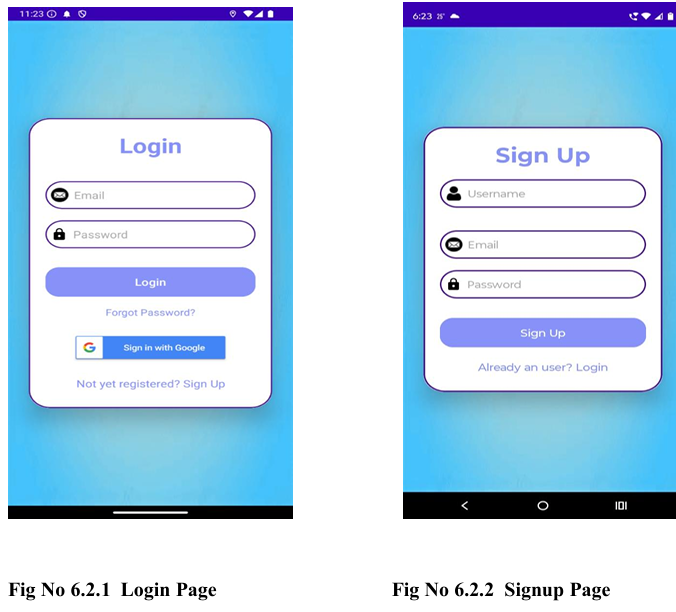 11:23
Login
Email
Password
Login
Forgot Password?
G Sign in with Google
Not yet registered? Sign Up
6:23 25°
Sign Up
Username
Email
Password
Sign Up
Already an user? Login
Fig No 6.2.1 Login Page
Fig No 6.2.2 Signup Page